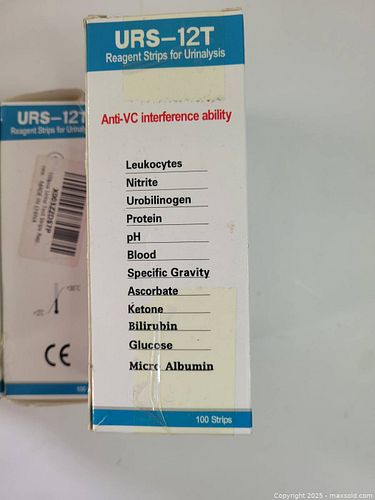 URS-12T
Reagent Strips for Urinalysis
Anti-VC interference ability
Leukocytes
Nitrite
Urobilinogen
Protein
pH
Blood
Specific Gravity
Ascorbate
Ketone
Bilirubin
Glucose
Micro Albumin
100 Strips
URS-12T
Reagent Strips for
CE
100
Copyright © 2025 - maxsold.com